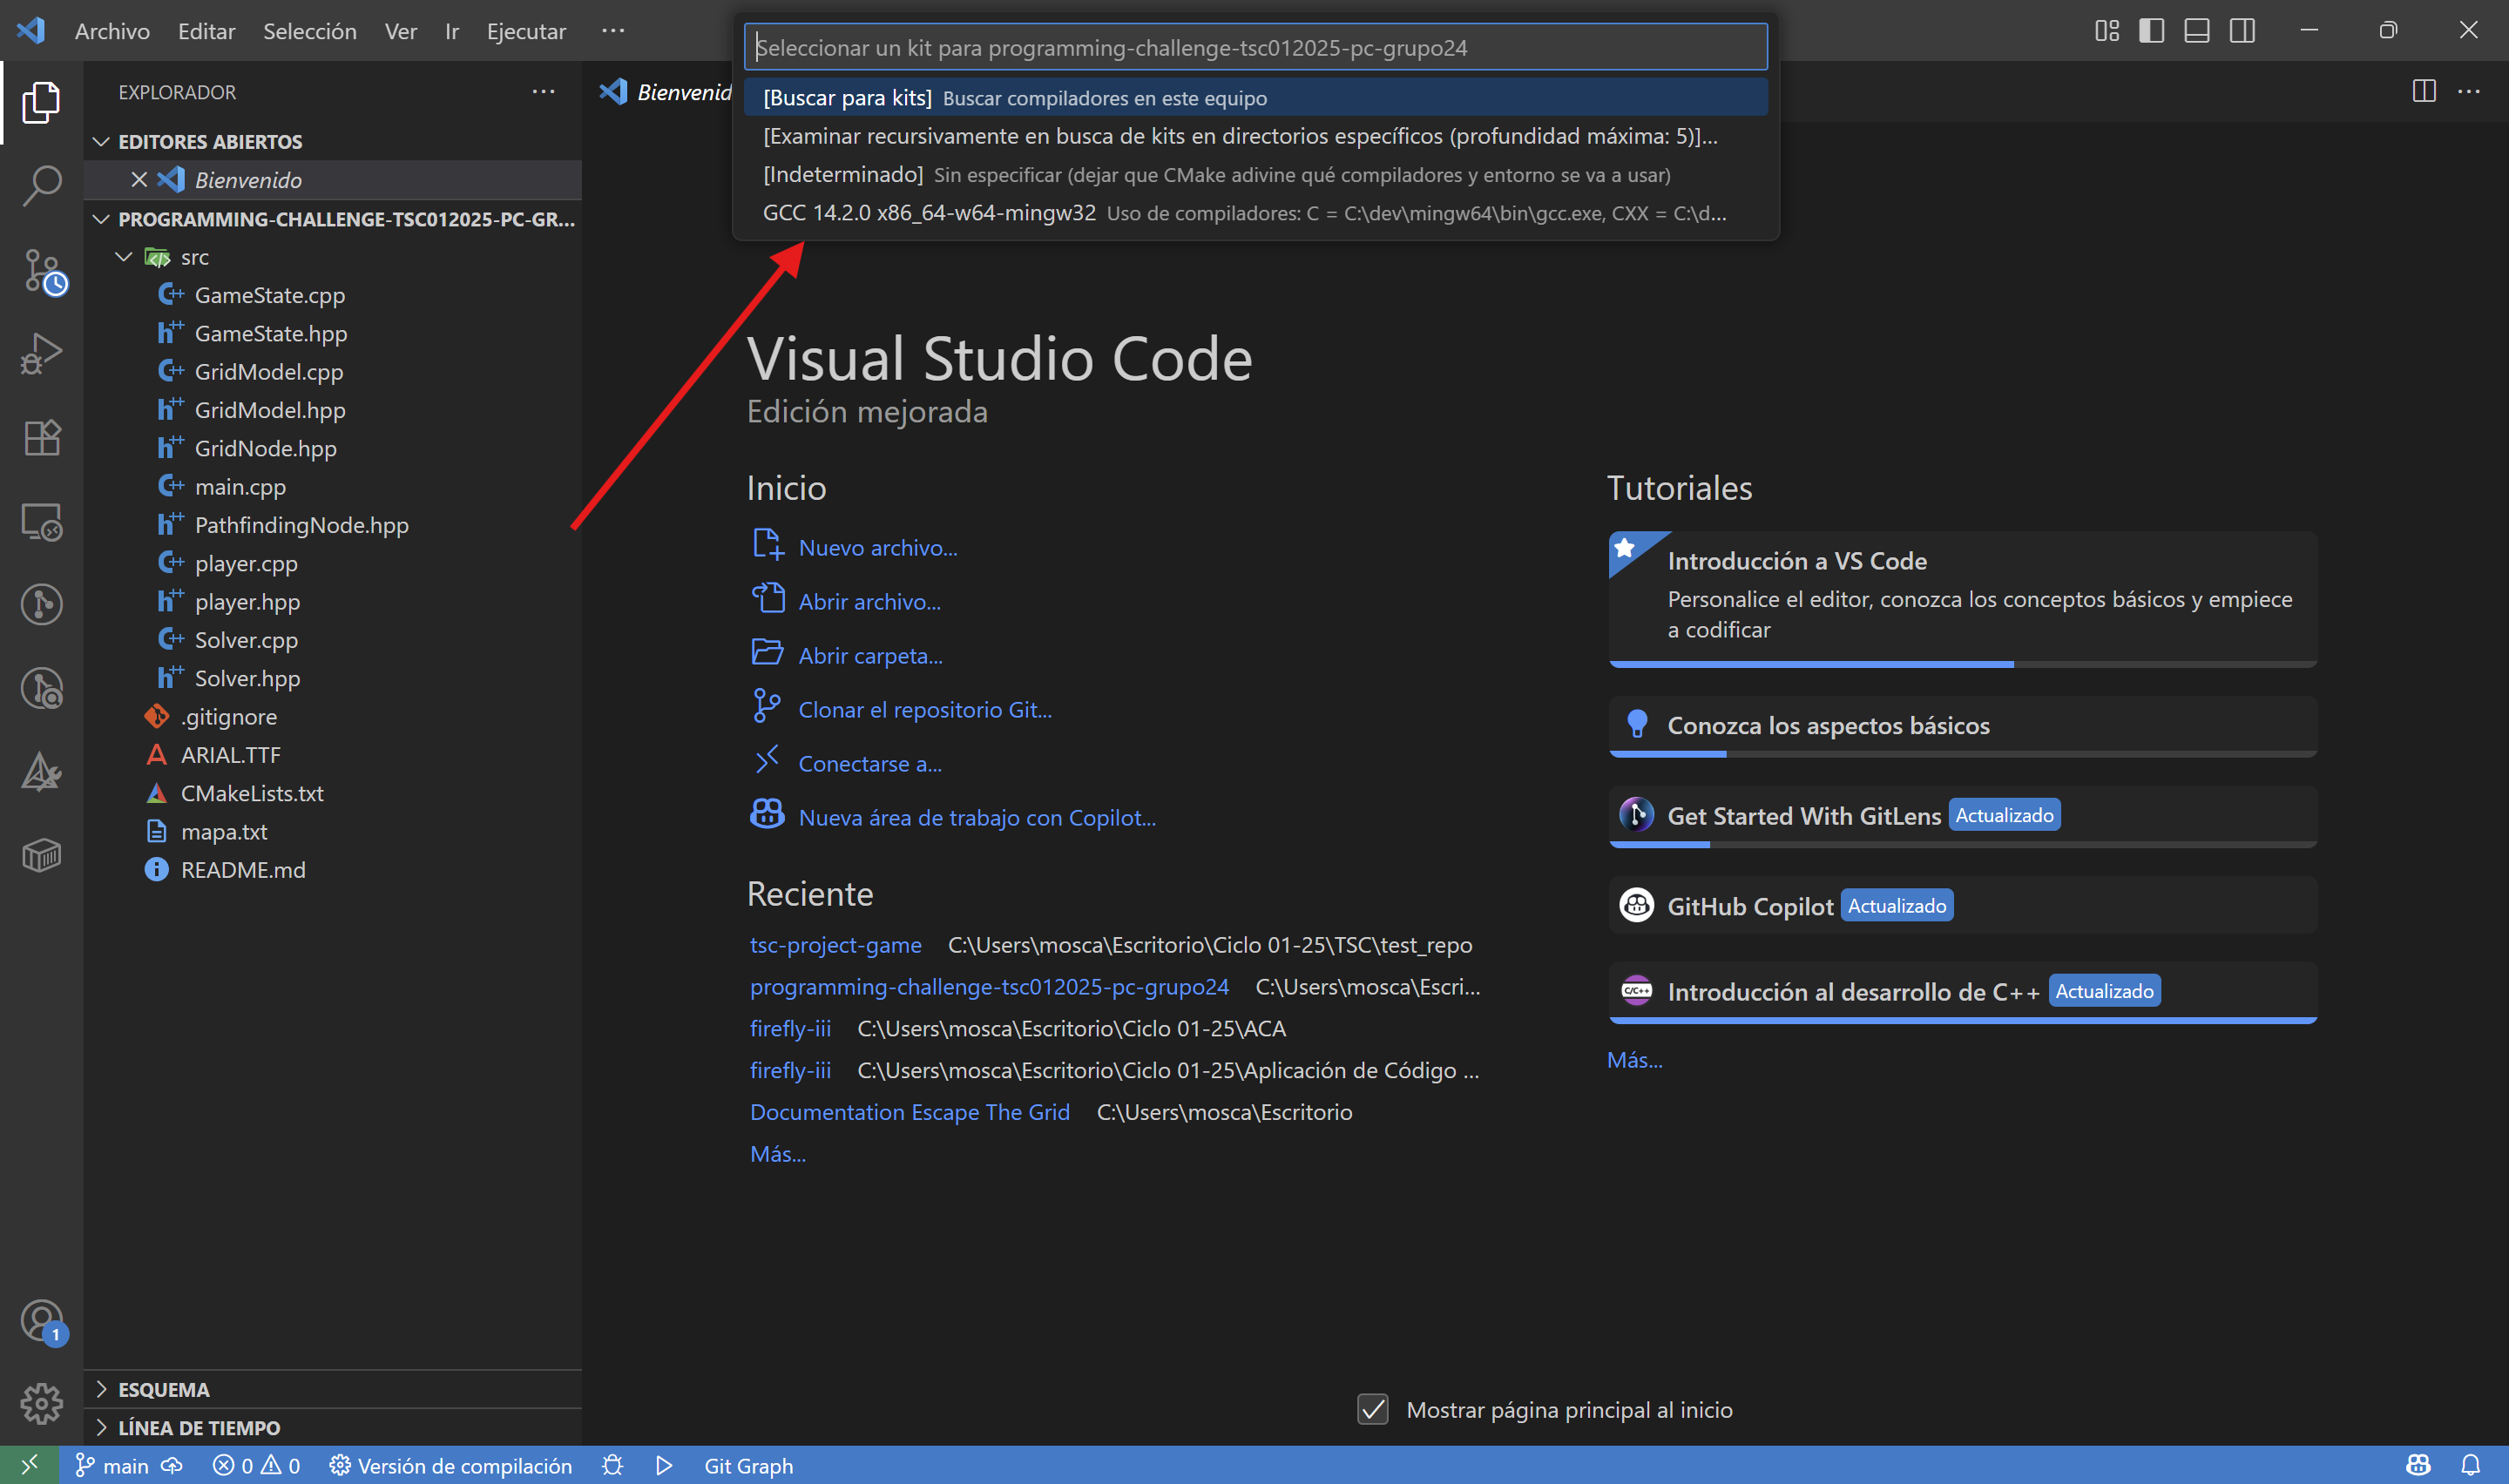 Archivo Editar Selección Ver Ir Ejecutar ···
Seleccionar un kit para programming-challenge-tsc012025-pc-grupo24
[Buscar para kits] Buscar compiladores en este equipo
[Examinar recursivamente en busca de kits en directorios específicos (profundidad máxima: 5)]...
[Indeterminado] Sin especificar (dejar que CMake adivine qué compiladores y entorno se va a usar)
GCC 14.2.0 x86_64-w64-mingw32 Uso de compiladores: C = C:\dev\mingw64\bin\gcc.exe, CXX = C:\d...
EXPLORADOR
Bienvenid
EDITORES ABIERTOS
Bienvenido
PROGRAMMING-CHALLENGE-TSC012025-PC-GR...
src
GameState.cpp
GameState.hpp
GridModel.cpp
GridModel.hpp
GridNode.hpp
main.cpp
PathfindingNode.hpp
player.cpp
player.hpp
Solver.cpp
Solver.hpp
.gitignore
ARIAL.TTF
CMakeLists.txt
mapa.txt
README.md
ESQUEMA
LÍNEA DE TIEMPO
Visual Studio Code
Edición mejorada
Inicio
Nuevo archivo...
Abrir archivo...
Abrir carpeta...
Clonar el repositorio Git...
Conectarse a...
Nueva área de trabajo con Copilot...
Reciente
tsc-project-game C:\Users\mosca\Escritorio\Ciclo 01-25\TSC\test_repo
programming-challenge-tsc012025-pc-grupo24 C:\Users\mosca\Escri...
firefly-iii C:\Users\mosca\Escritorio\Ciclo 01-25\ACA
firefly-iii C:\Users\mosca\Escritorio\Ciclo 01-25\Aplicación de Código ...
Documentation Escape The Grid C:\Users\mosca\Escritorio
Más...
Tutoriales
Introducción a VS Code
Personalice el editor, conozca los conceptos básicos y empiece
a codificar
Conozca los aspectos básicos
Get Started With GitLens Actualizado
GitHub Copilot Actualizado
C/C++ Introducción al desarrollo de C++ Actualizado
Más...
Mostrar página principal al inicio
1
main 0 0 Versión de compilación Git Graph